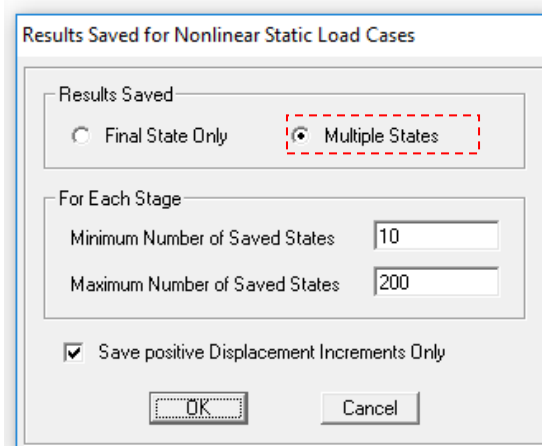 Results Saved for Nonlinear Static Load Cases
Results Saved
Final State Only Multiple States
For Each Stage
Minimum Number of Saved States 10
Maximum Number of Saved States 200
Save positive Displacement Increments Only
OK Cancel